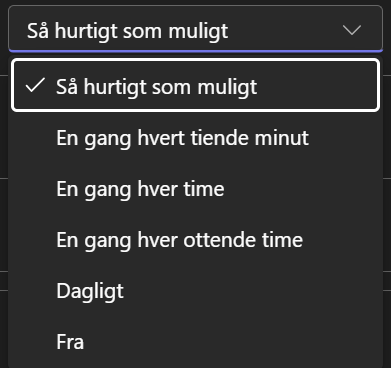 Så hurtigt som muligt
Så hurtigt som muligt
En gang hvert tiende minut
En gang hver time
En gang hver ottende time
Dagligt
Fra